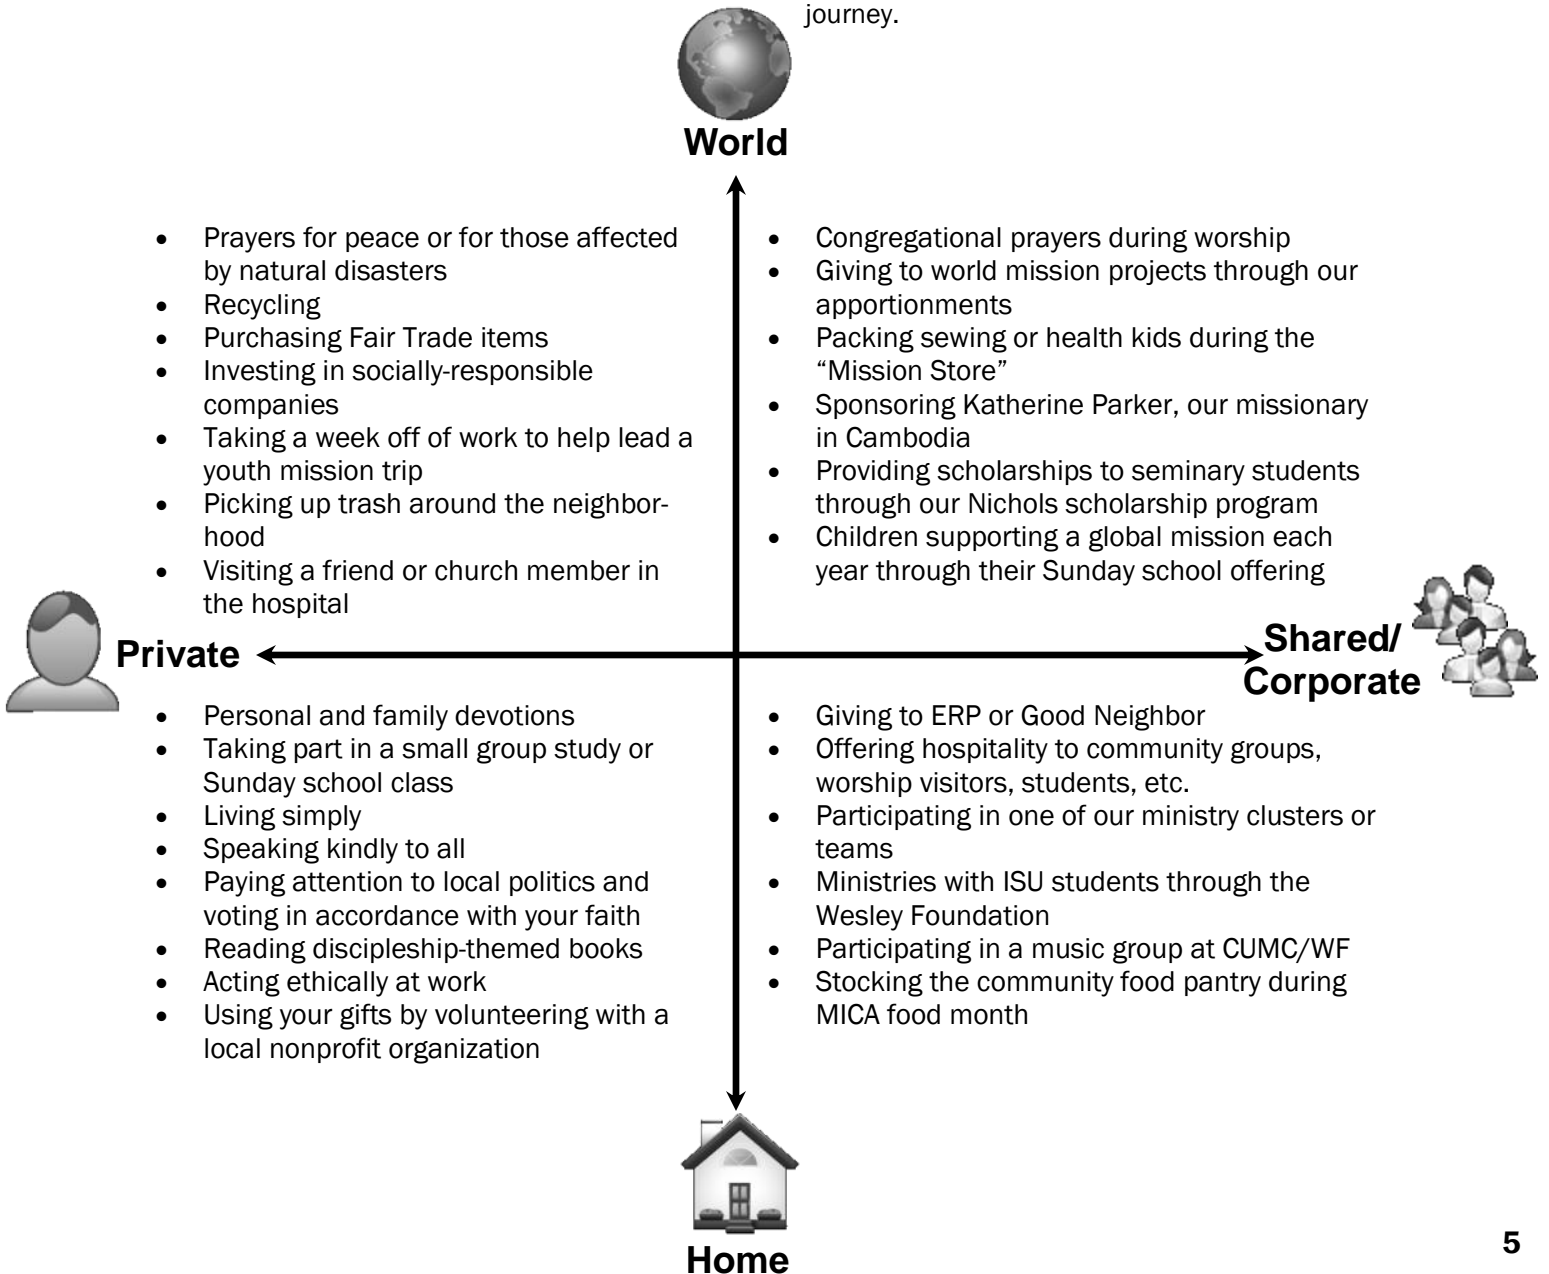 journey.
World
• Prayers for peace or for those affected
by natural disasters
• Recycling
• Purchasing Fair Trade items
• Investing in socially-responsible
companies
• Taking a week off of work to help lead a
youth mission trip
• Picking up trash around the neighbor-
hood
• Visiting a friend or church member in
the hospital
• Congregational prayers during worship
• Giving to world mission projects through our
apportionments
• Packing sewing or health kids during the
“Mission Store”
• Sponsoring Katherine Parker, our missionary
in Cambodia
• Providing scholarships to seminary students
through our Nichols scholarship program
• Children supporting a global mission each
year through their Sunday school offering
Private
Shared/
Corporate
• Personal and family devotions
• Taking part in a small group study or
Sunday school class
• Living simply
• Speaking kindly to all
• Paying attention to local politics and
voting in accordance with your faith
• Reading discipleship-themed books
• Acting ethically at work
• Using your gifts by volunteering with a
local nonprofit organization
• Giving to ERP or Good Neighbor
• Offering hospitality to community groups,
worship visitors, students, etc.
• Participating in one of our ministry clusters or
teams
• Ministries with ISU students through the
Wesley Foundation
• Participating in a music group at CUMC/WF
• Stocking the community food pantry during
MICA food month
Home
5